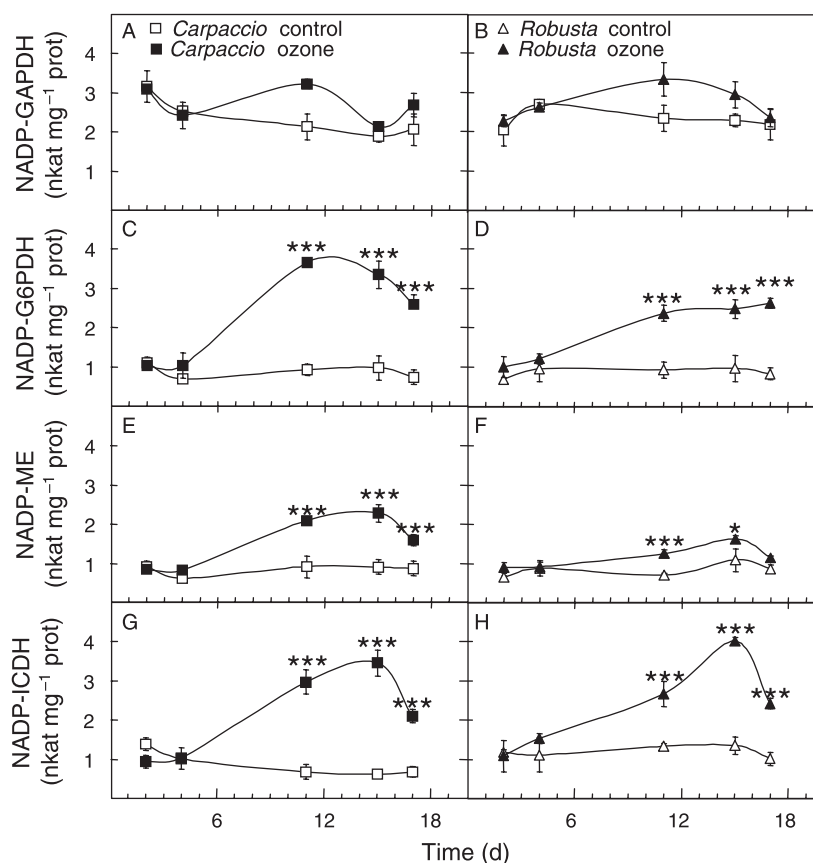 A
Carpaccio control
Carpaccio ozone
B
Robusta control
Robusta ozone
NADP-GAPDH
(nkat mg⁻¹ prot)
4
3
2
1
C
***
***
***
D
***
***
***
NADP-G6PDH
(nkat mg⁻¹ prot)
4
3
2
1
E
***
***
***
F
***
*
NADP-ME
(nkat mg⁻¹ prot)
4
3
2
1
G
***
***
***
H
***
***
***
NADP-ICDH
(nkat mg⁻¹ prot)
4
3
2
1
6 12 18 6 12 18
Time (d)